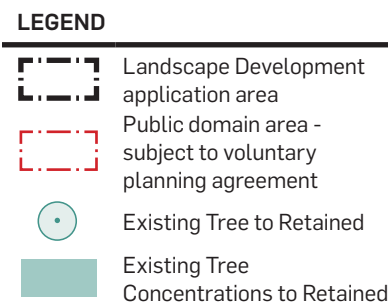 LEGEND
Landscape Development
application area
Public domain area -
subject to voluntary
planning agreement
Existing Tree to Retained
Existing Tree
Concentrations to Retained